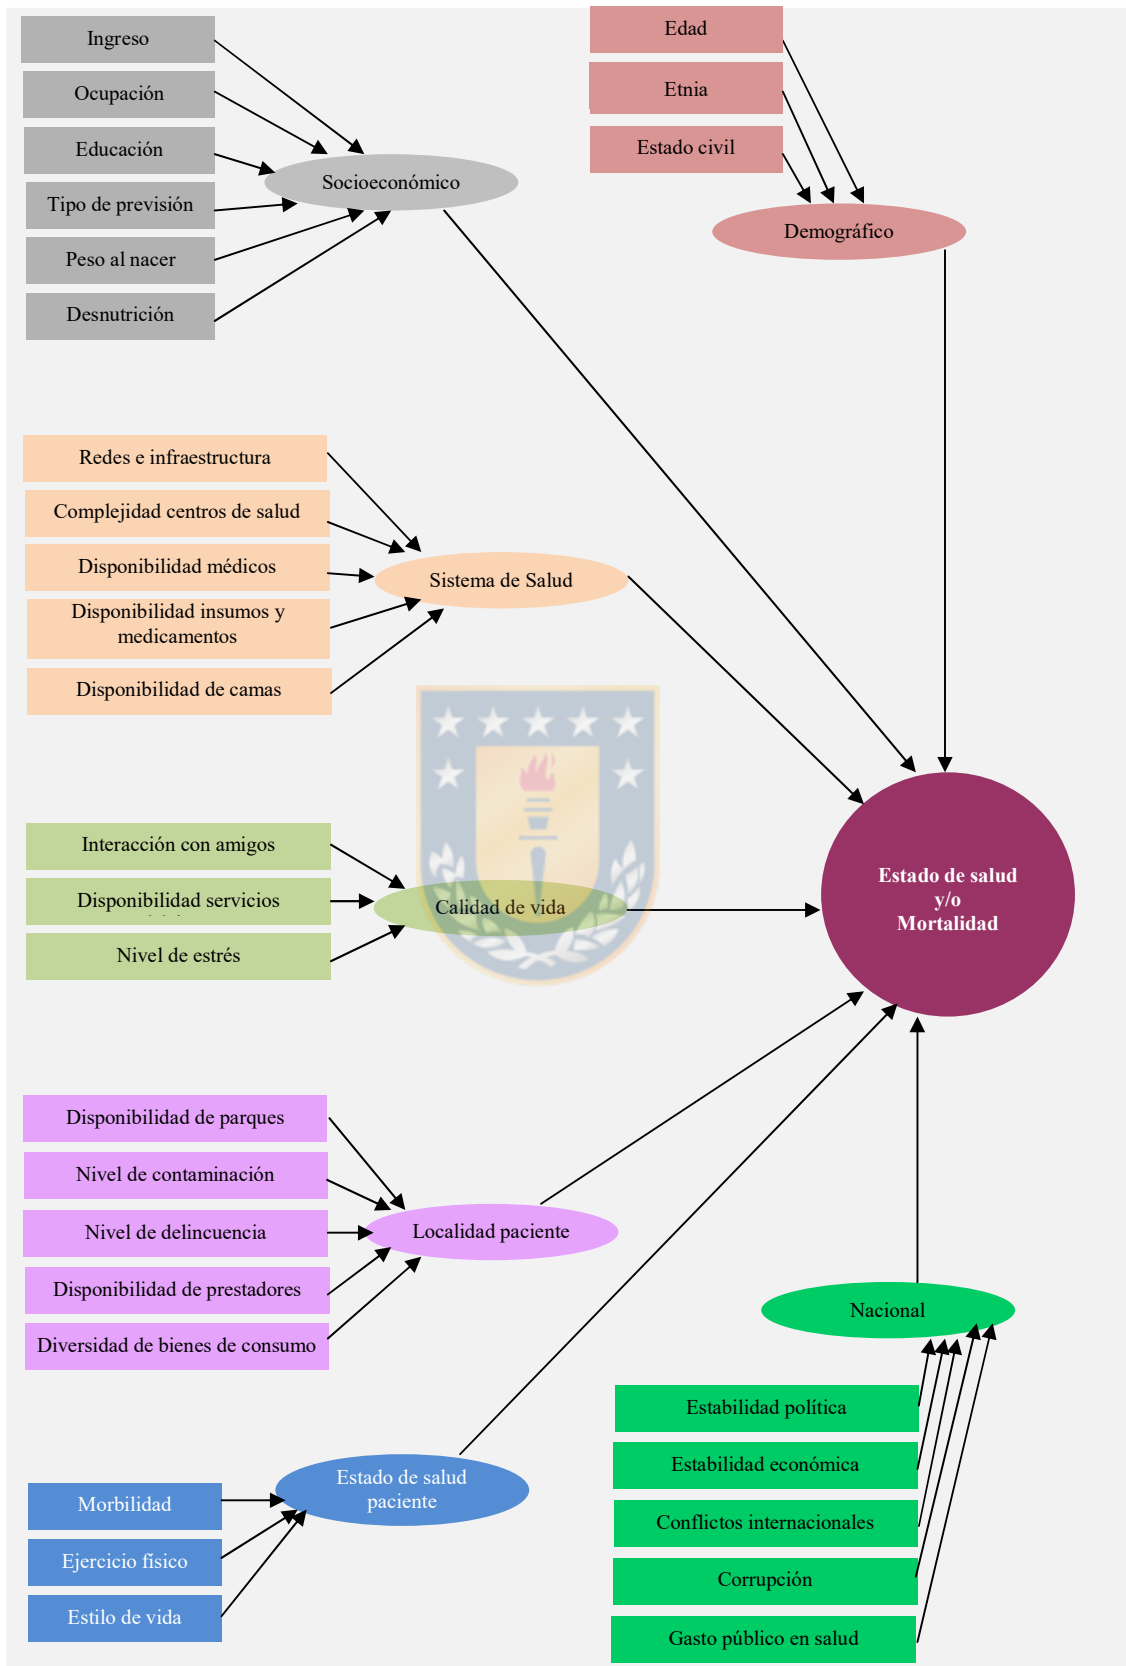 Ingreso
Ocupación
Educación
Tipo de previsión
Peso al nacer
Desnutrición
Socioeconómico
Edad
Etnia
Estado civil
Demográfico
Redes e infraestructura
Complejidad centros de salud
Disponibilidad médicos
Disponibilidad insumos y
medicamentos
Disponibilidad de camas
Sistema de Salud
Interacción con amigos
Disponibilidad servicios
Nivel de estrés
Calidad de vida
Estado de salud
y/o
Mortalidad
Disponibilidad de parques
Nivel de contaminación
Nivel de delincuencia
Disponibilidad de prestadores
Diversidad de bienes de consumo
Localidad paciente
Nacional
Estabilidad política
Estabilidad económica
Conflictos internacionales
Corrupción
Gasto público en salud
Estado de salud
paciente
Morbilidad
Ejercicio físico
Estilo de vida